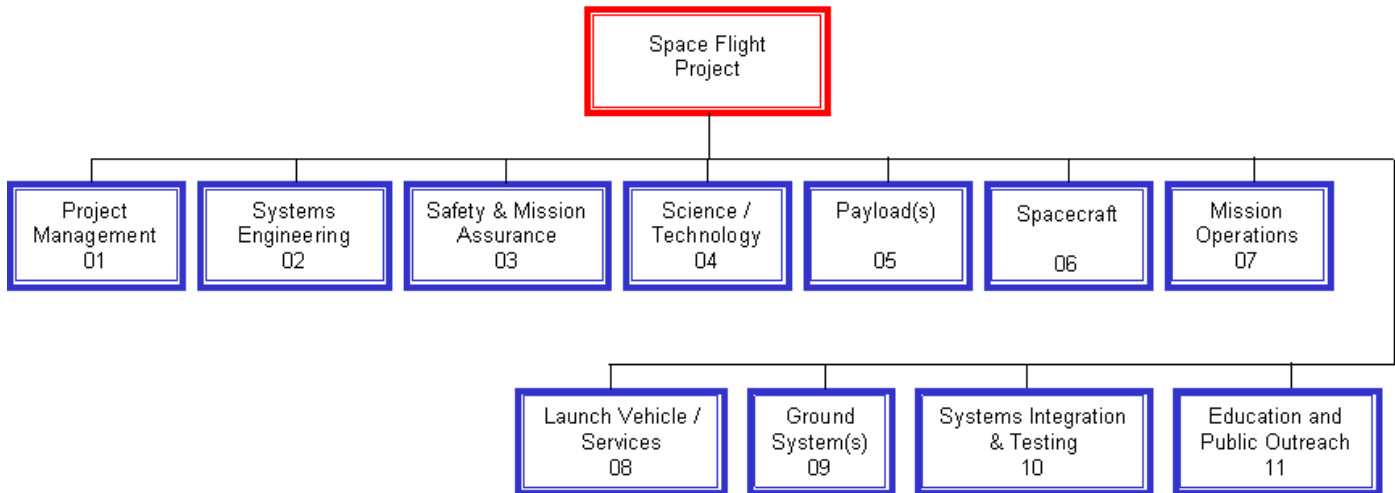 Space Flight
Project
Project
Management
01
Systems
Engineering
02
Safety & Mission
Assurance
03
Science /
Technology
04
Payload(s)
05
Spacecraft
06
Mission
Operations
07
Launch Vehicle /
Services
08
Ground
System(s)
09
Systems Integration
& Testing
10
Education and
Public Outreach
11